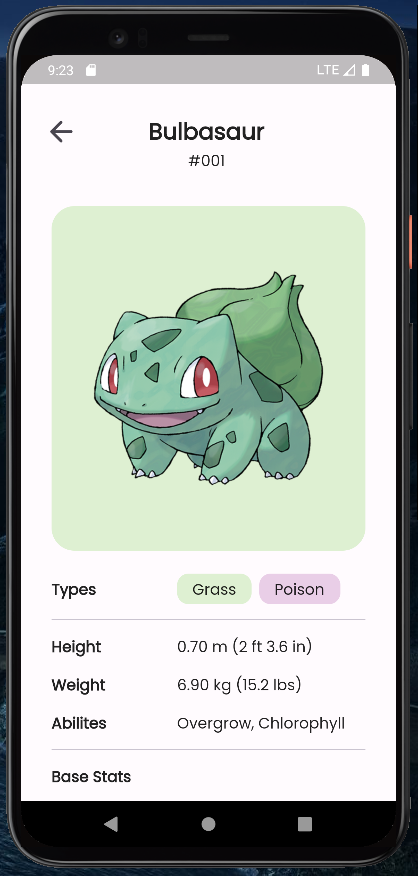 9:23 LTE
Bulbasaur
#001
Types Grass Poison
Height 0.70 m (2 ft 3.6 in)
Weight 6.90 kg (15.2 lbs)
Abilites Overgrow, Chlorophyll
Base Stats